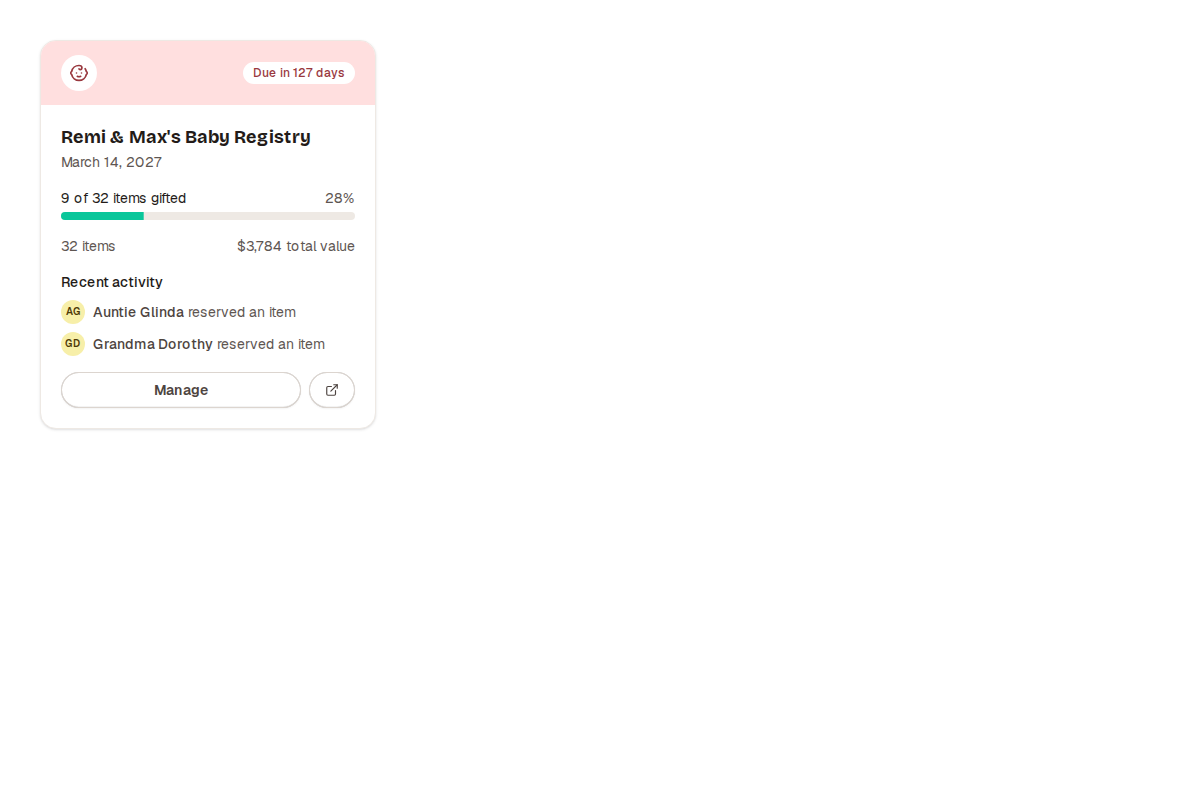 Due in 127 days
Remi & Max's Baby Registry
March 14, 2027
9 of 32 items gifted 28%
32 items $3,784 total value
Recent activity
AG Auntie Glinda reserved an item
GD Grandma Dorothy reserved an item
Manage